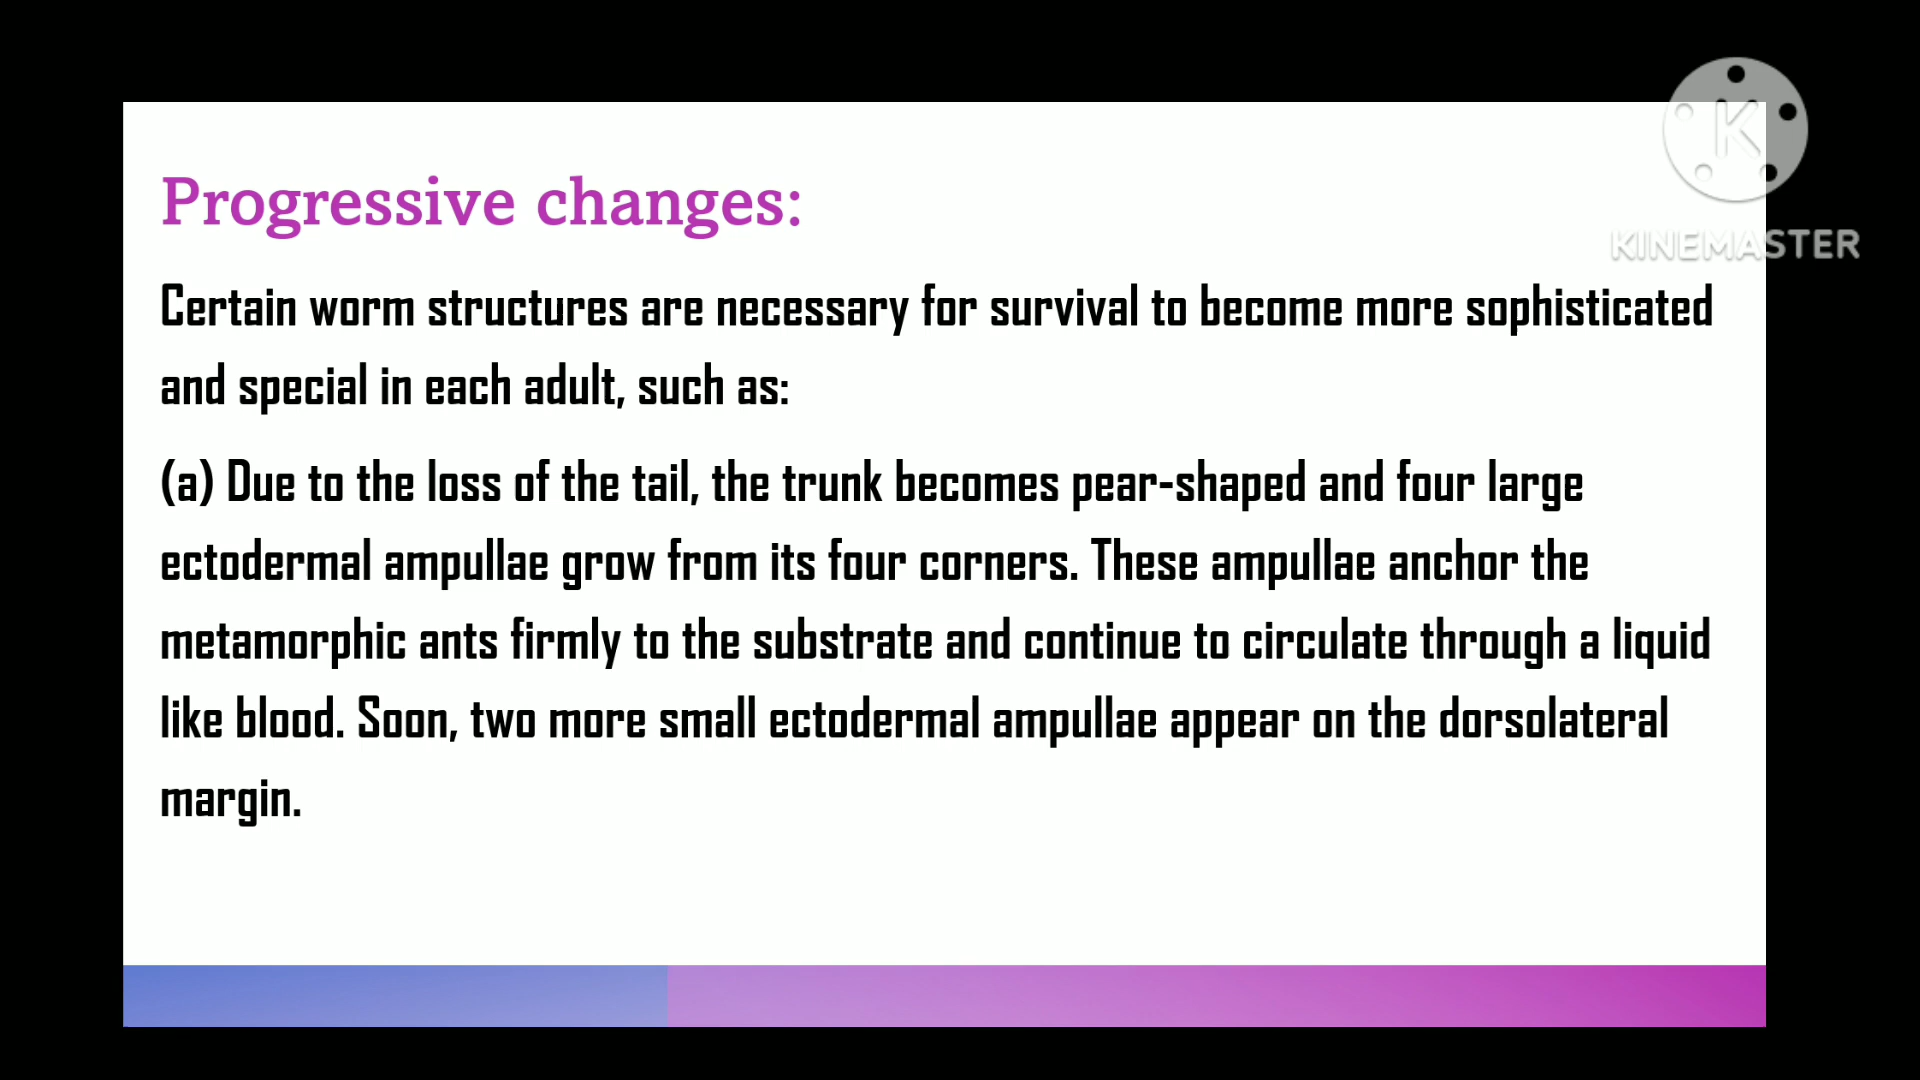 Progressive changes:
K
KINEMASTER
Certain worm structures are necessary for survival to become more sophisticated
and special in each adult, such as:
(a) Due to the loss of the tail, the trunk becomes pear-shaped and four large
ectodermal ampullae grow from its four corners. These ampullae anchor the
metamorphic ants firmly to the substrate and continue to circulate through a liquid
like blood. Soon, two more small ectodermal ampullae appear on the dorsolateral
margin.